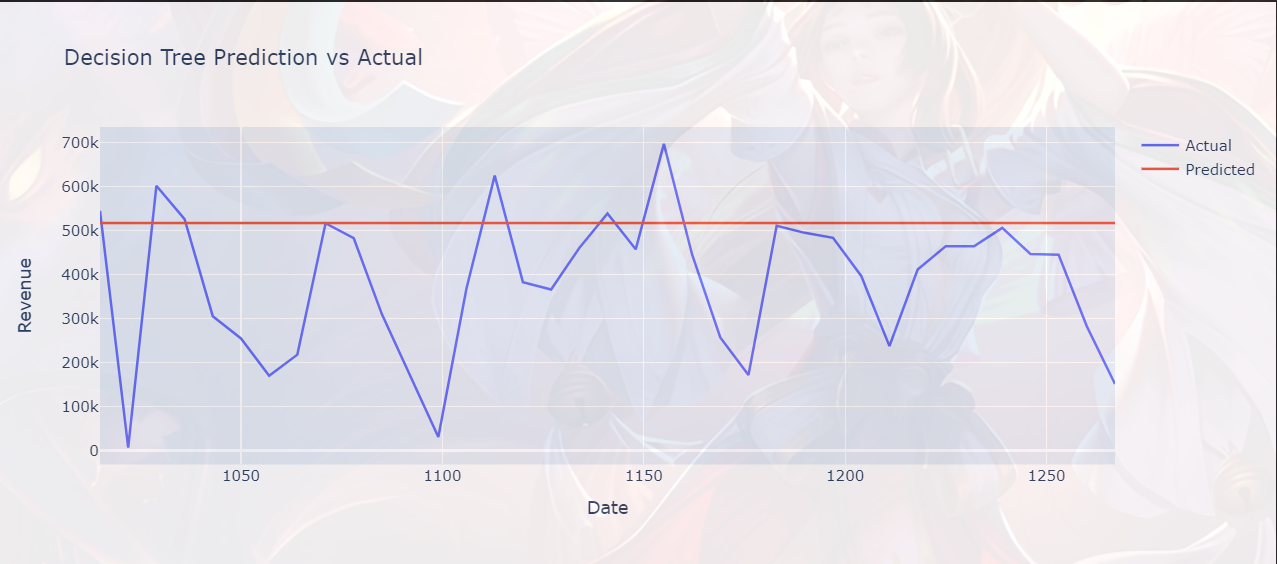 Decision Tree Prediction vs Actual
Actual
Predicted
700k
600k
500k
400k
300k
200k
100k
0
Revenue
1050 1100 1150 1200 1250
Date